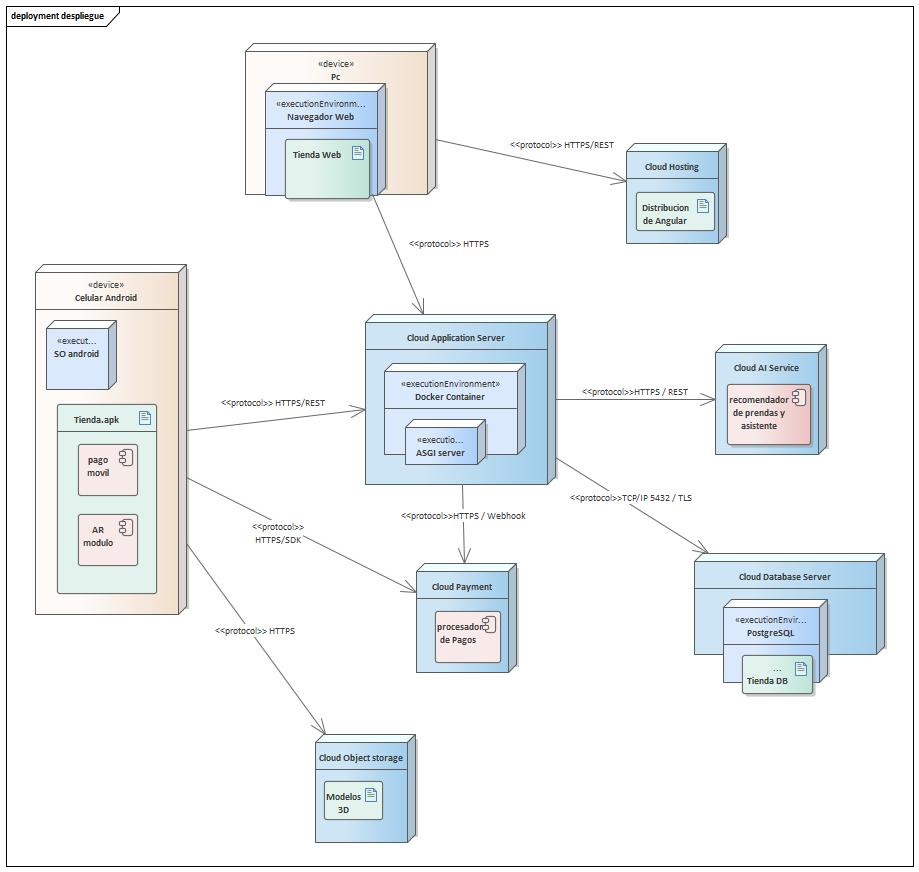 deployment despliegue
«device»
Pc
«executionEnvironm...
Navegador Web
Tienda Web
<<protocol>> HTTPS/REST
Cloud Hosting
Distribucion
de Angular
<<protocol>> HTTPS
«device»
Celular Android
«execut...
SO android
Tienda.apk
pago
movil
AR
modulo
<<protocol>> HTTPS/REST
Cloud Application Server
«executionEnvironment»
Docker Container
«executio...
ASGI server
<<protocol>>HTTPS / REST
Cloud AI Service
recomendador
de prendas y
asistente
<<protocol>>TCP/IP 5432 / TLS
<<protocol>>HTTPS / Webhook
<<protocol>>
HTTPS/SDK
Cloud Payment
procesador
de Pagos
Cloud Database Server
«executionEnvir...
PostgreSQL
...
Tienda DB
<<protocol>> HTTPS
Cloud Object storage
Modelos
3D